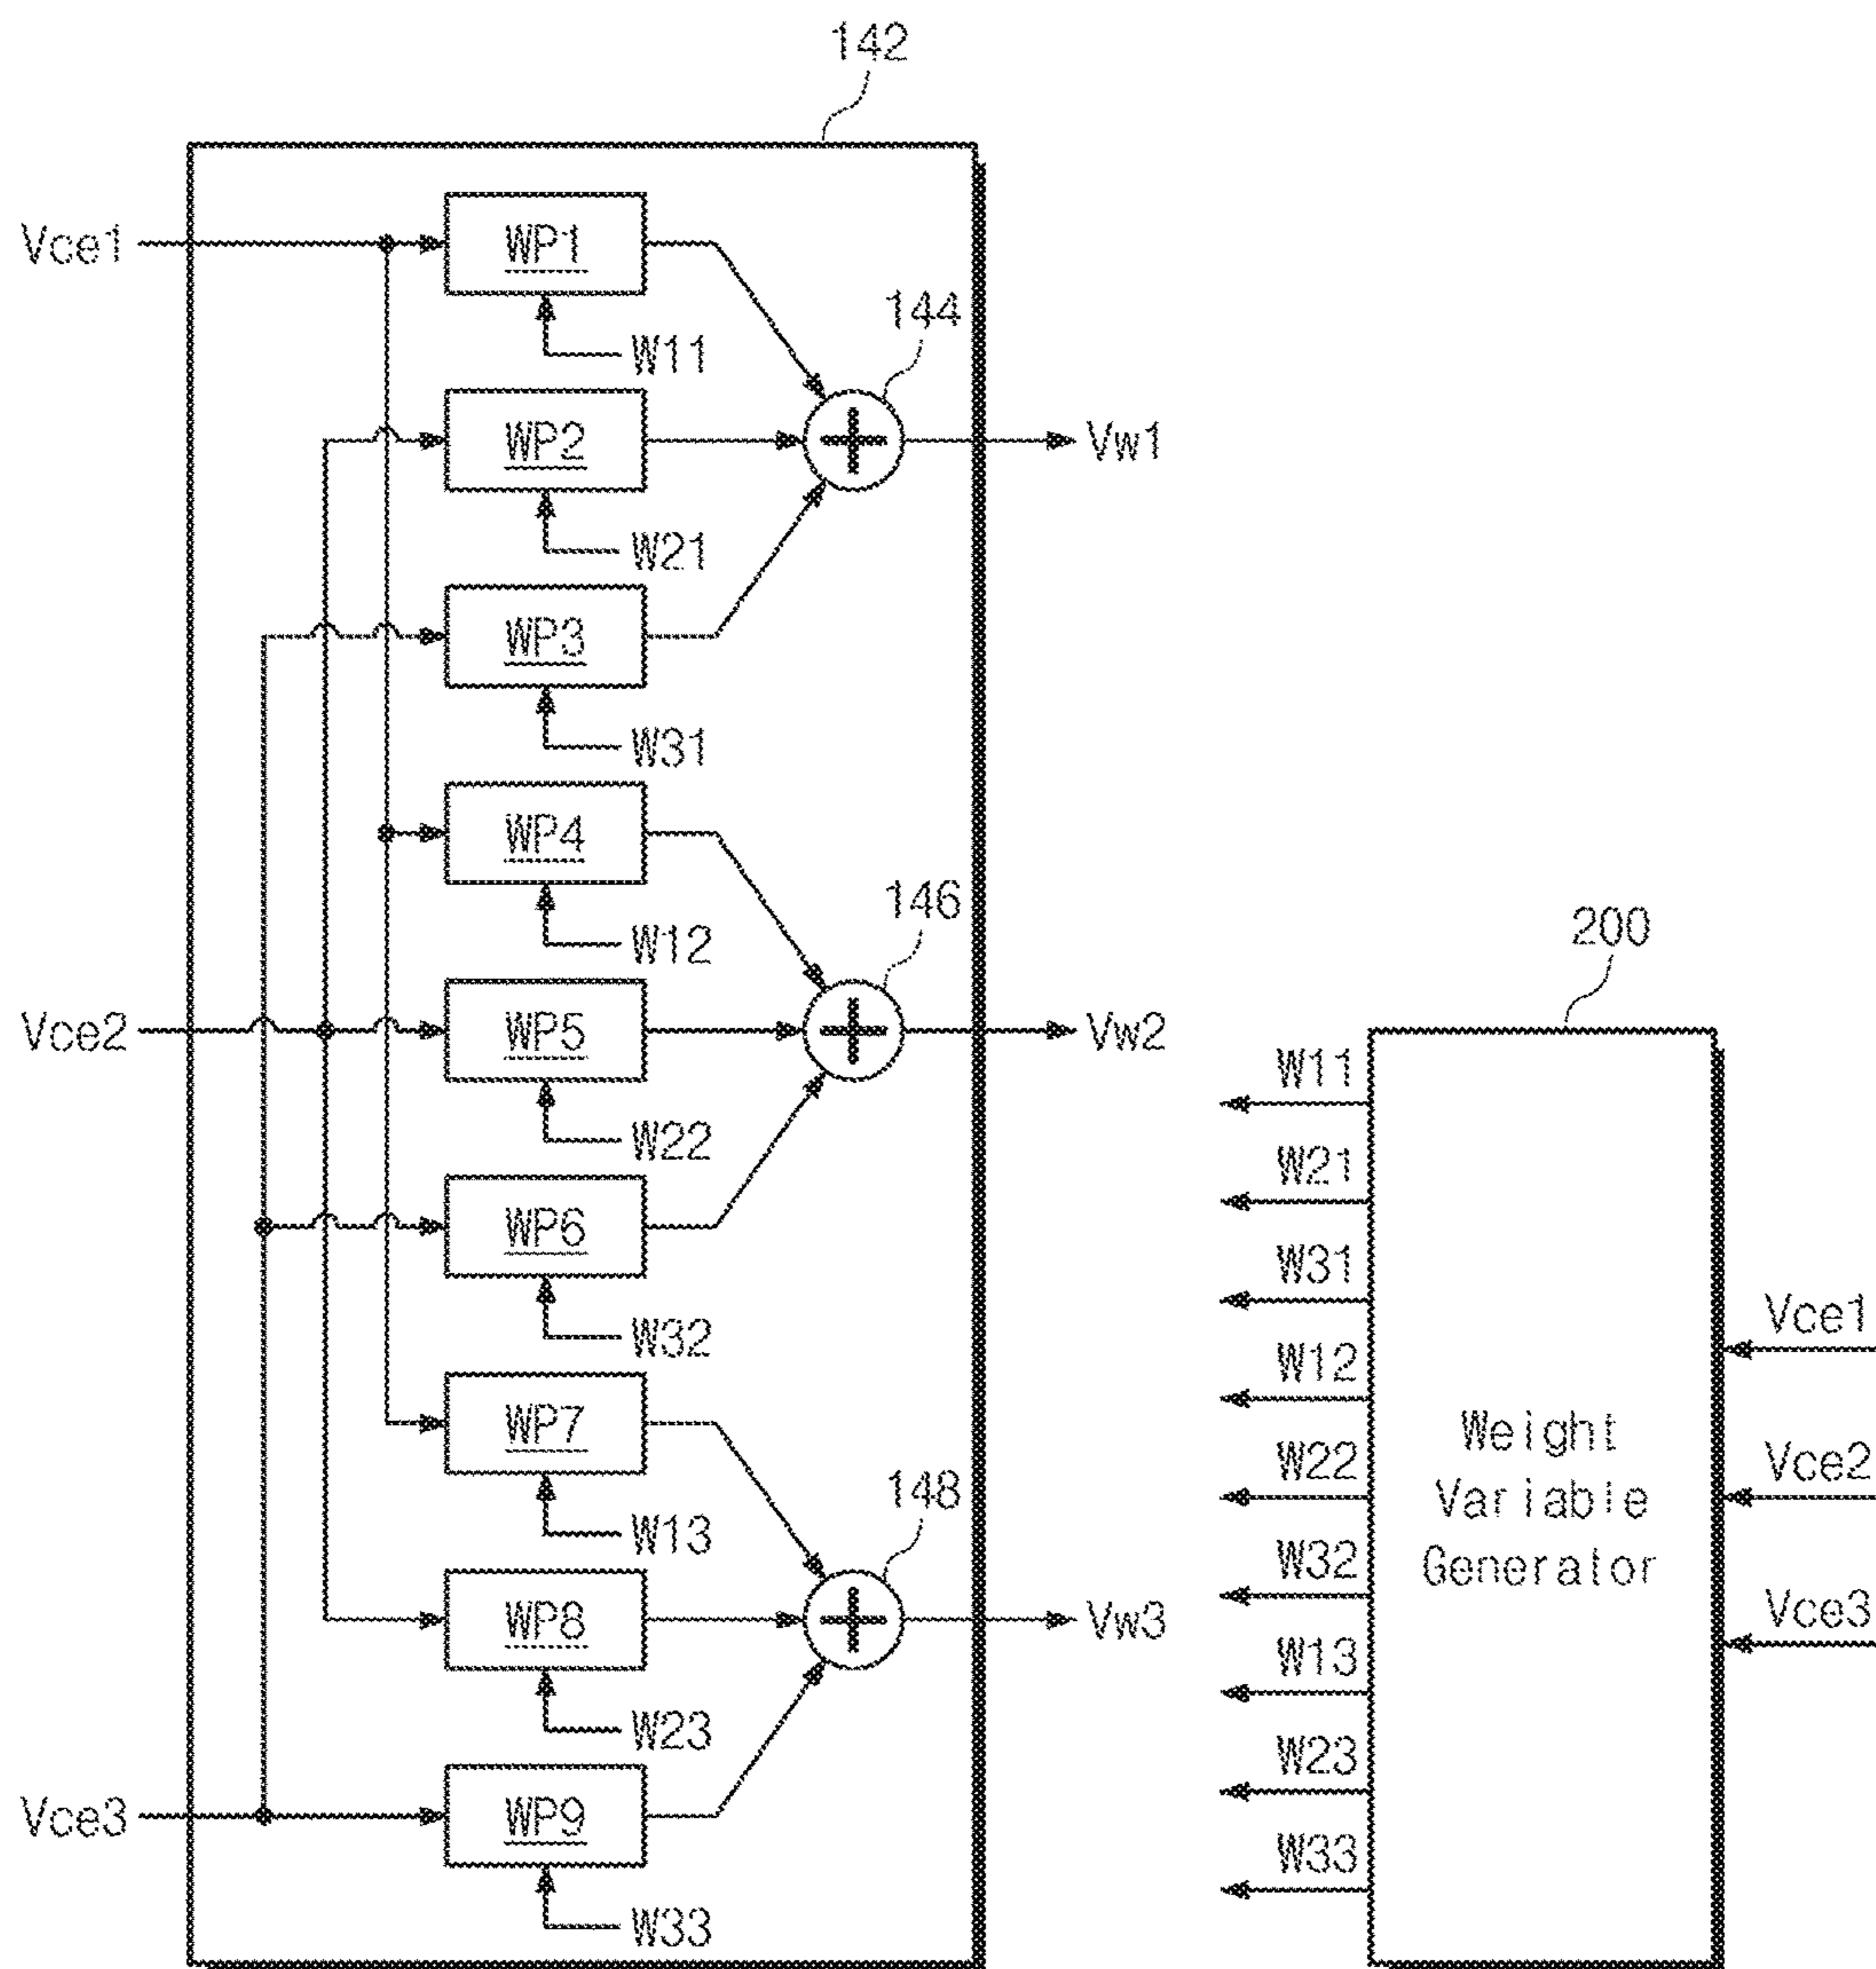 142
Vce1
WP1
W11
144
WP2
Vw1
W21
WP3
W31
WP4
W12
146
Vce2
WP5
Vw2
W22
WP6
W32
WP7
W13
148
WP8
Vw3
W23
Vce3
WP9
W33
200
W11
W21
W31
W12
W22
W32
W13
W23
W33
Weight
Variable
Generator
Vce1
Vce2
Vce3